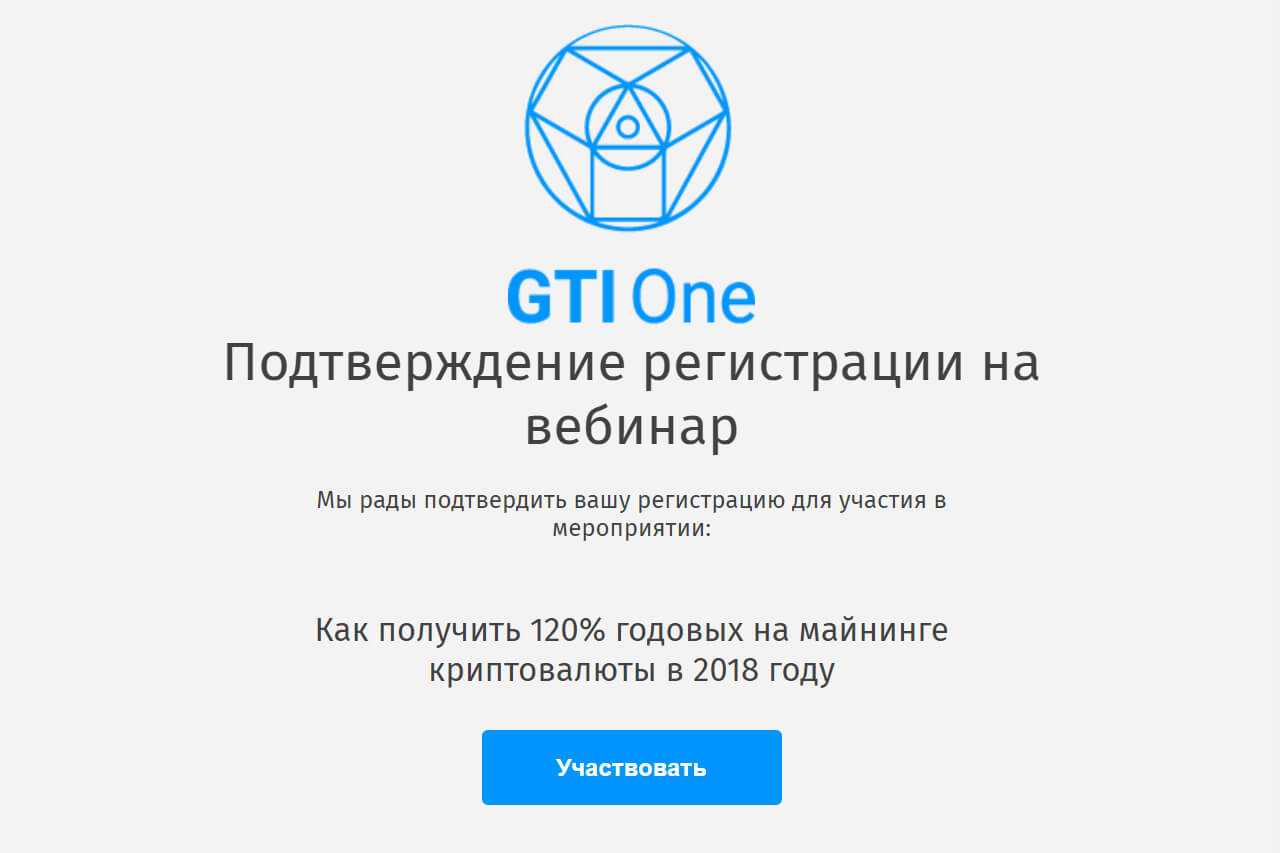 GTI One
Подтверждение регистрации на
вебинар
Мы рады подтвердить вашу регистрацию для участия в
мероприятии:
Как получить 120% годовых на майнинге
криптовалюты в 2018 году
Участвовать